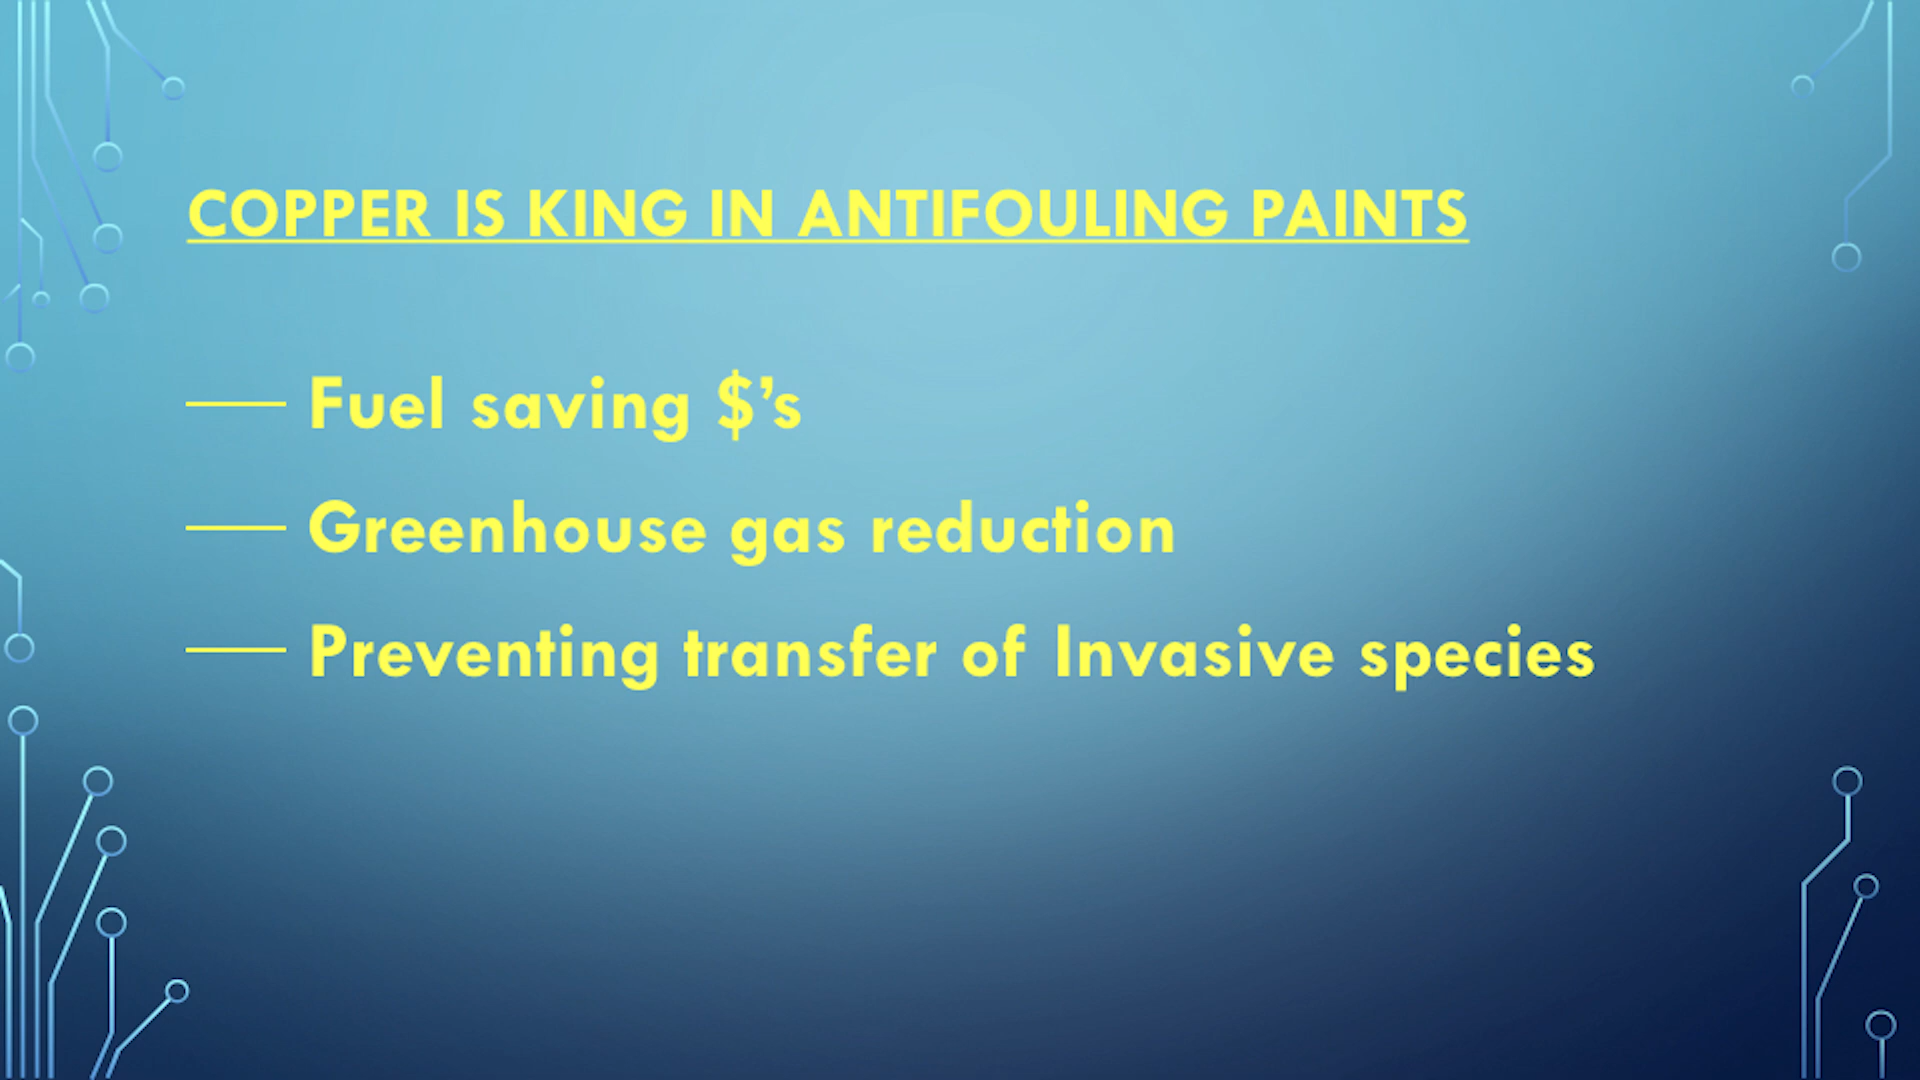 COPPER IS KING IN ANTIFOULING PAINTS
— Fuel saving $’s
— Greenhouse gas reduction
— Preventing transfer of Invasive species